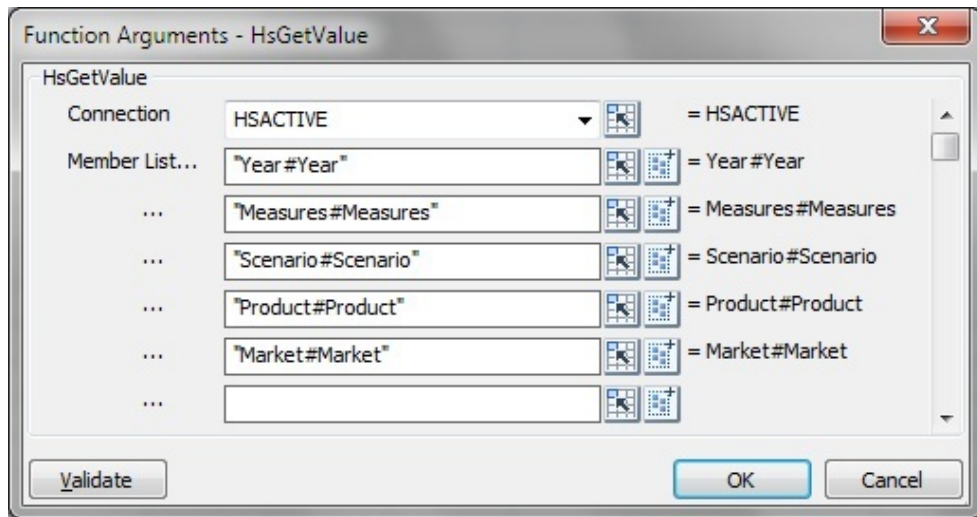 Function Arguments - HsGetValue
HsGetValue
Connection HSACTIVE = HSACTIVE
Member List... "Year#Year" = Year#Year
... "Measures#Measures" = Measures#Measures
... "Scenario#Scenario" = Scenario#Scenario
... "Product#Product" = Product#Product
... "Market#Market" = Market#Market
...
Validate OK Cancel